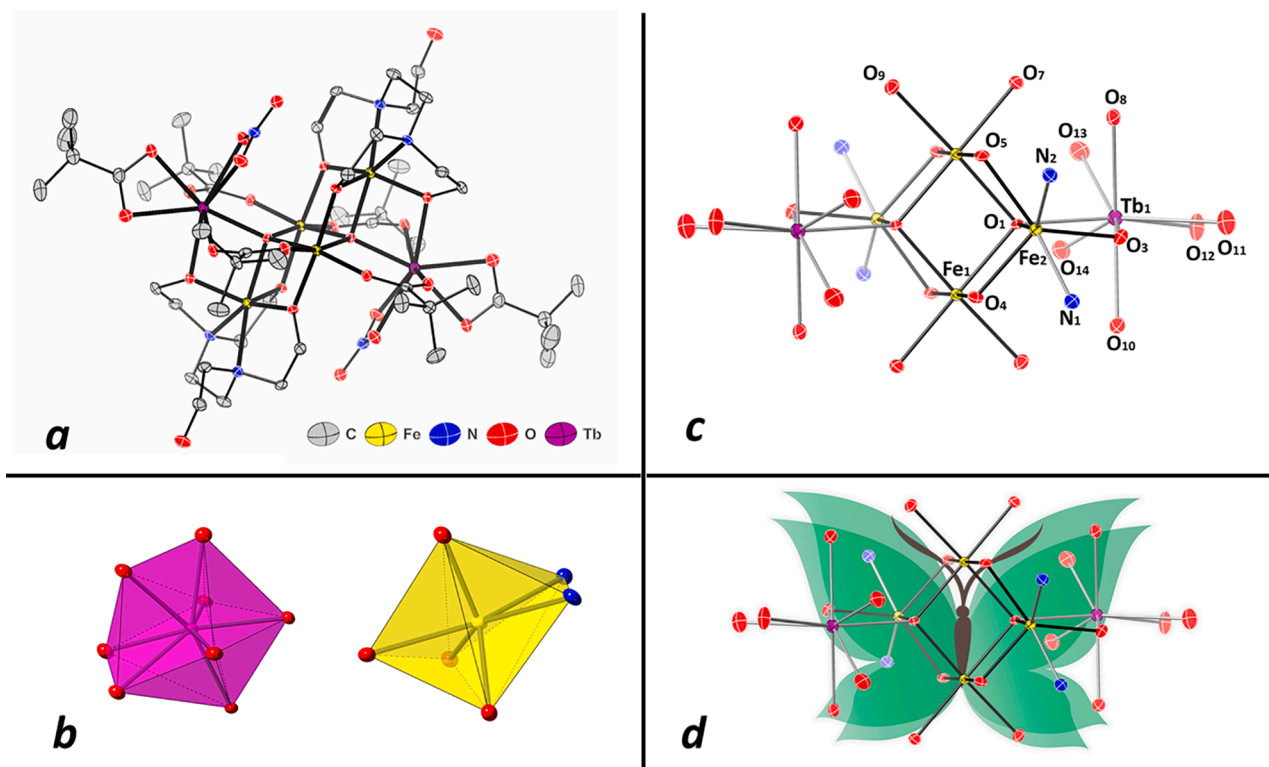 a
C Fe N O Tb
O₉
O₇
O₈
O₁₃
O₅
N₂
Tb₁
O₁
O₃
Fe₂
O₁₄
O₁₂
O₁₁
Fe₁
O₄
N₁
O₁₀
c
b
d